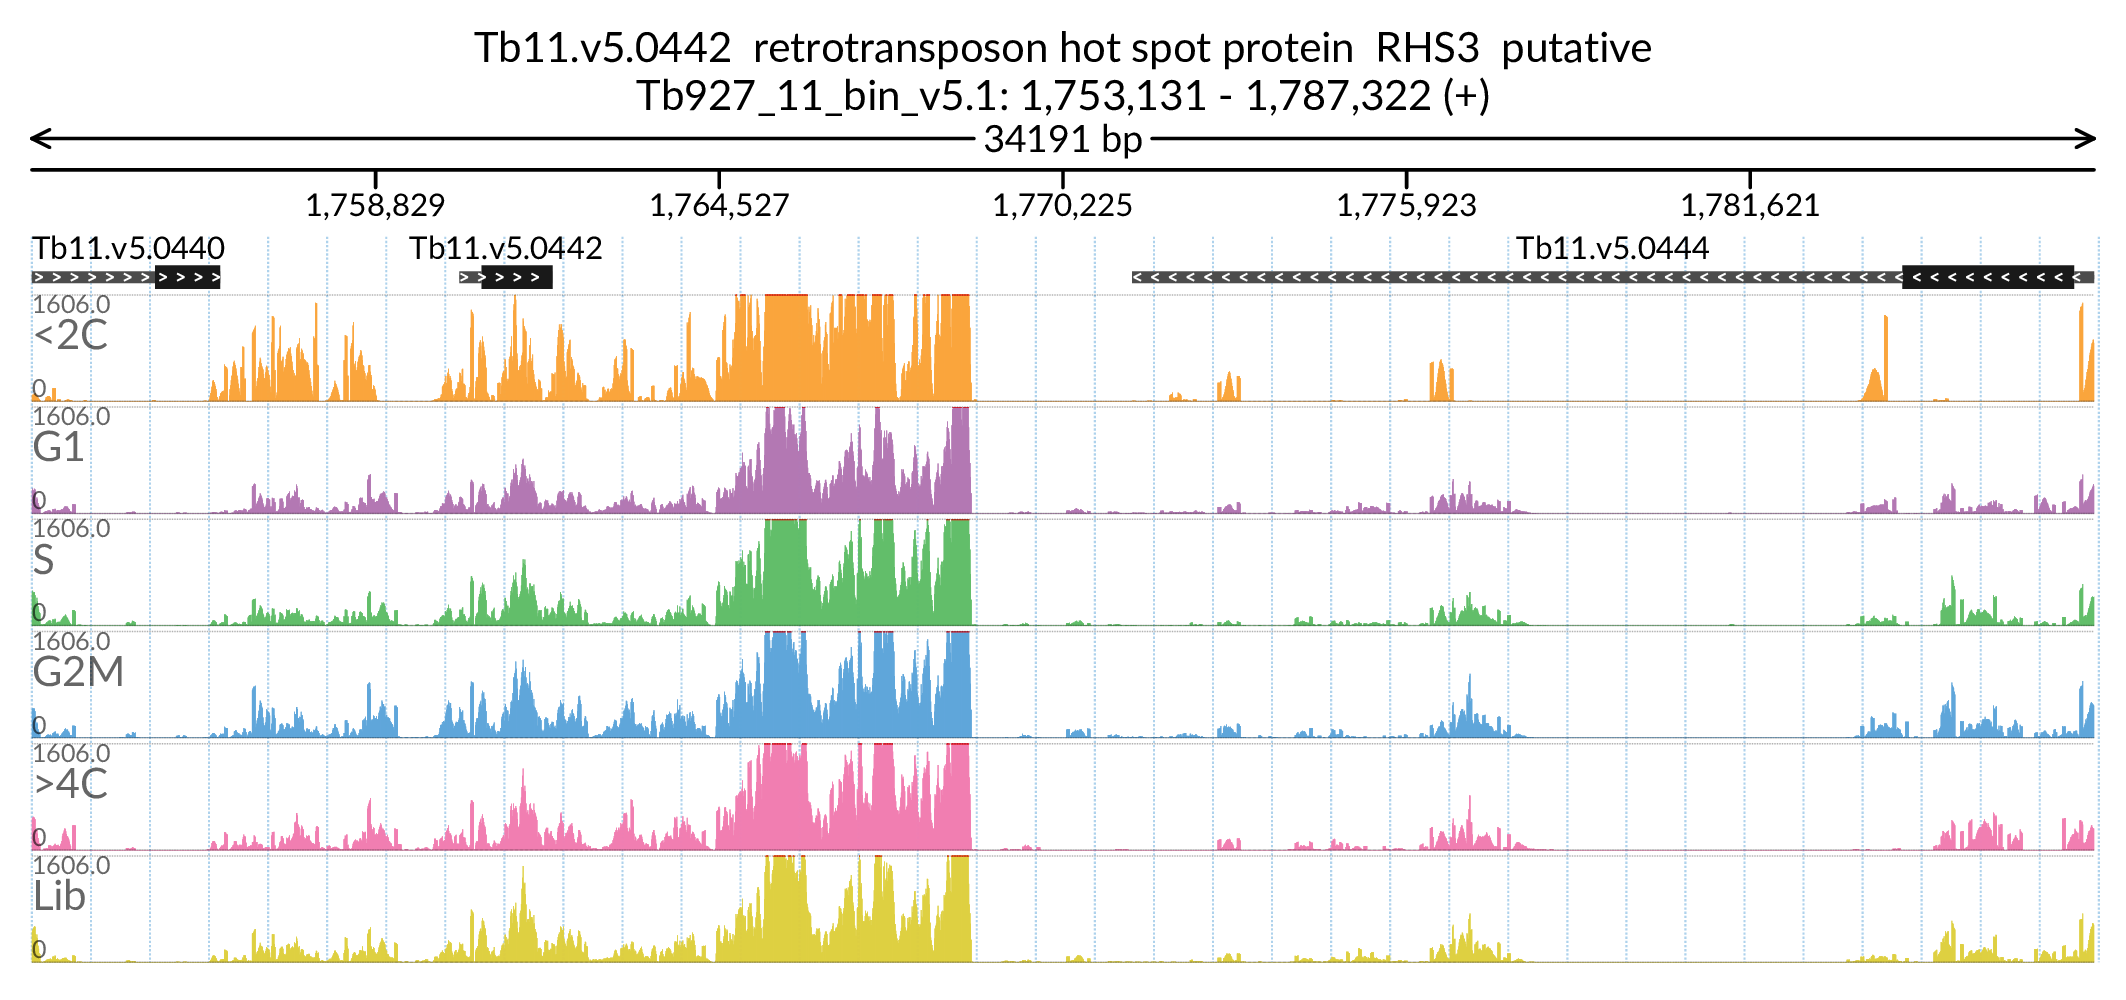 Tb11.v5.0442 retrotransposon hot spot protein RHS3 putative
Tb927_11_bin_v5.1: 1,753,131 - 1,787,322 (+)
34191 bp
1,758,829 1,764,527 1,770,225 1,775,923 1,781,621
Tb11.v5.0440 Tb11.v5.0442 Tb11.v5.0444
1606.0
<2C
0
1606.0
G1
0
1606.0
S
0
1606.0
G2M
0
1606.0
>4C
0
1606.0
Lib
0